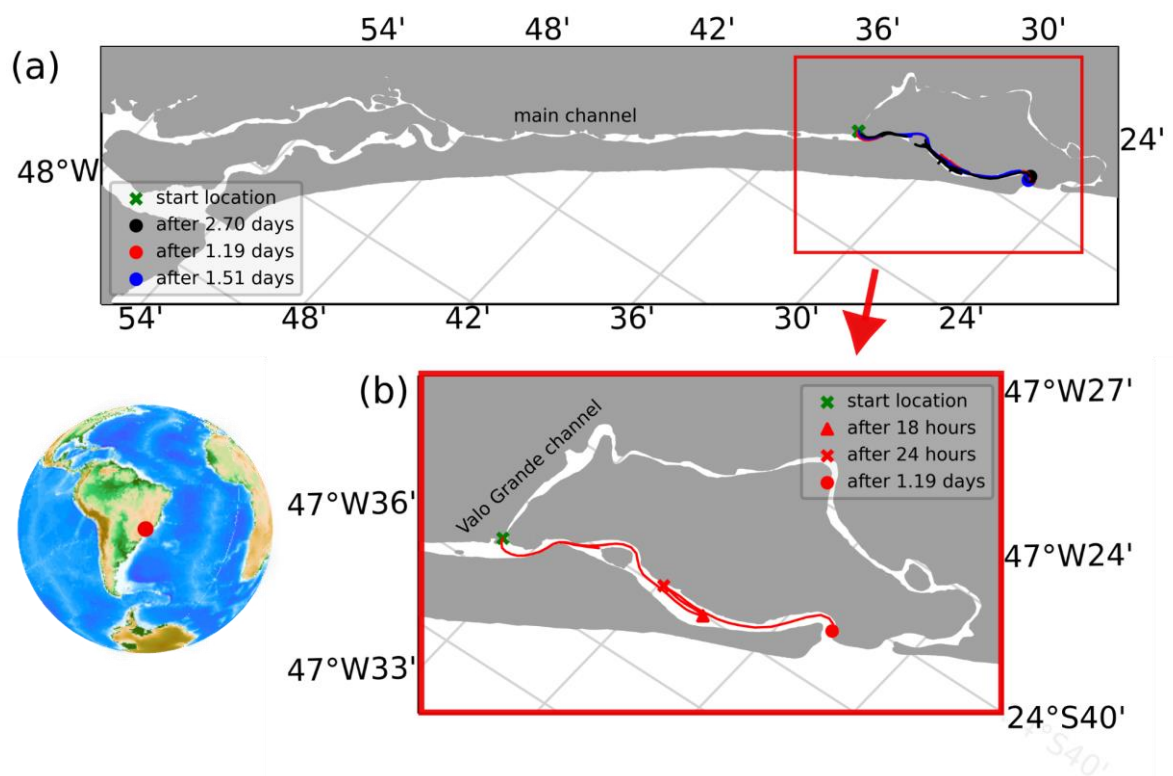 54' 48' 42' 36' 30'
(a)
main channel
24'
48°W
start location
after 2.70 days
after 1.19 days
after 1.51 days
54' 48' 42' 36' 30' 24'
(b)
47°W27'
start location
after 18 hours
after 24 hours
after 1.19 days
Valo Grande channel
47°W36'
47°W24'
47°W33'
24°S40'
4°S40'